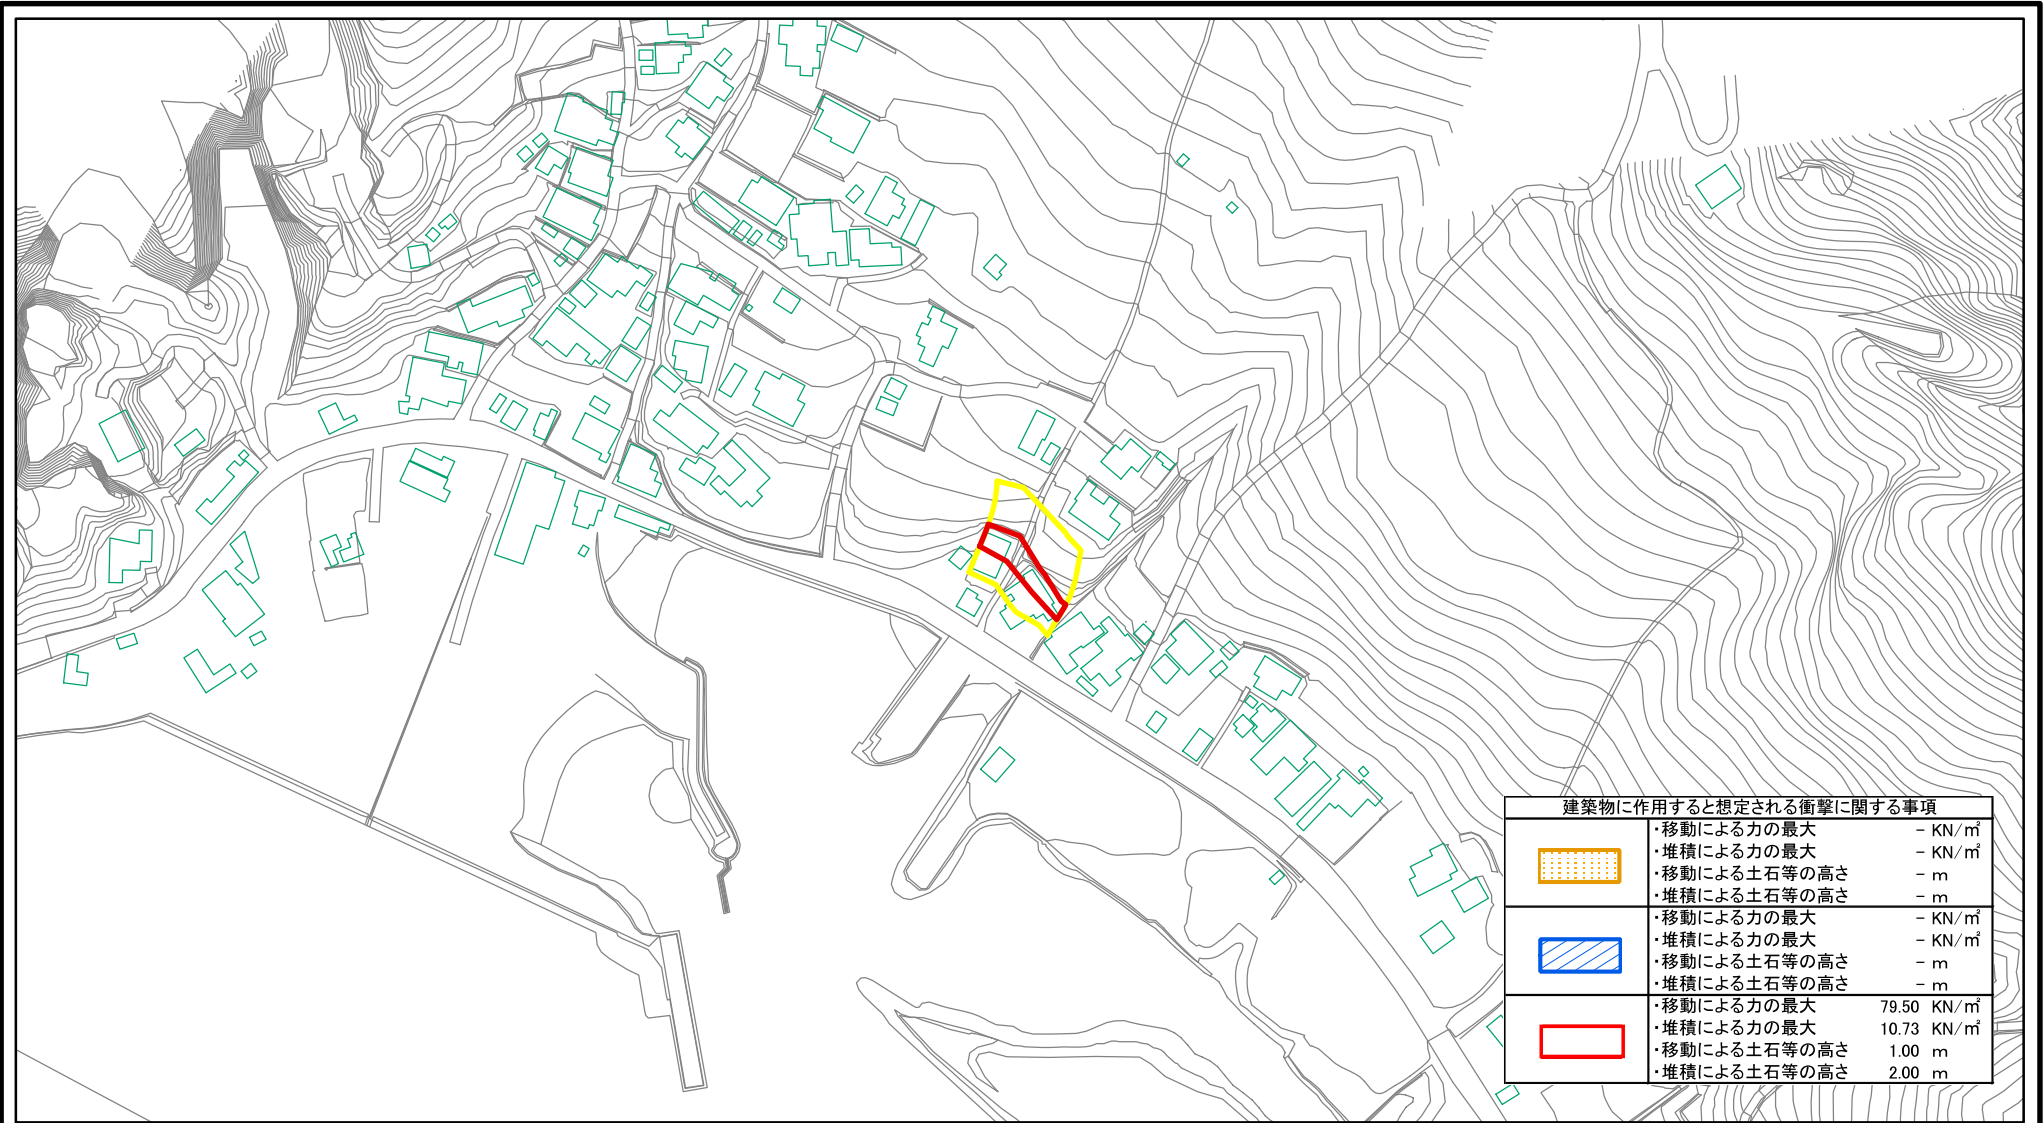 建築物に作用すると想定される衝撃に関する事項
・移動による力の最大 － KN/㎡
・堆積による力の最大 － KN/㎡
・移動による土石等の高さ － m
・堆積による土石等の高さ － m
・移動による力の最大 － KN/㎡
・堆積による力の最大 － KN/㎡
・移動による土石等の高さ － m
・堆積による土石等の高さ － m
・移動による力の最大 79.50 KN/㎡
・堆積による力の最大 10.73 KN/㎡
・移動による土石等の高さ 1.00 m
・堆積による土石等の高さ 2.00 m